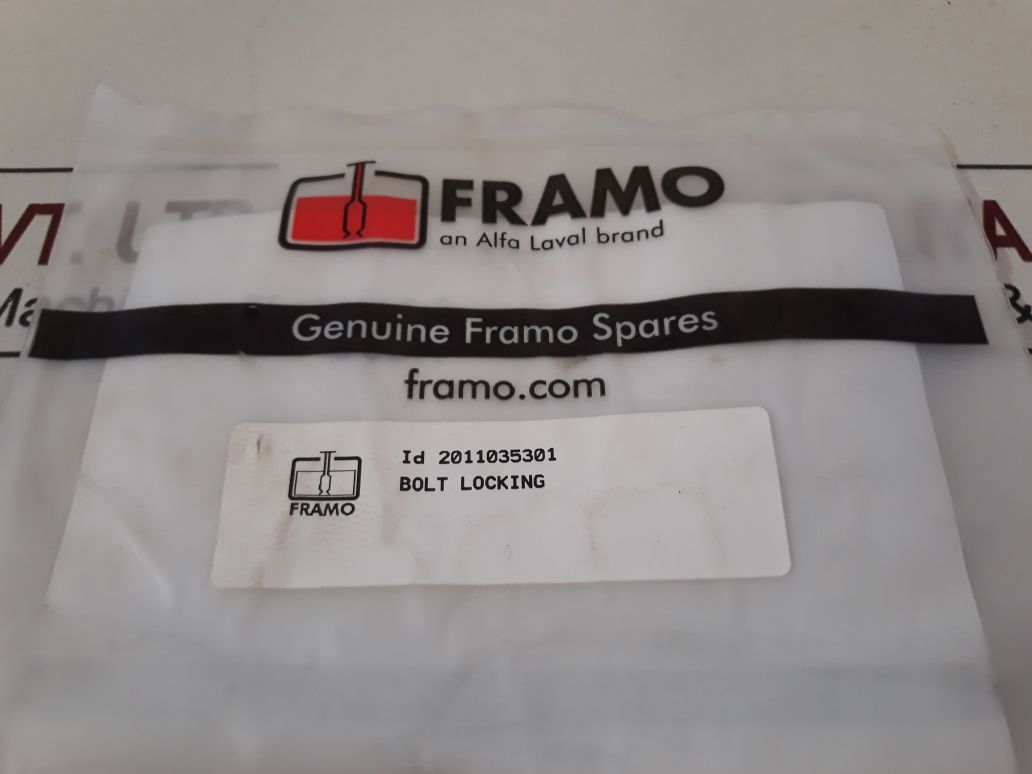 FRAMO
an Alfa Laval brand
Genuine Framo Spares
framo.com
Id 2011035301
BOLT LOCKING
FRAMO